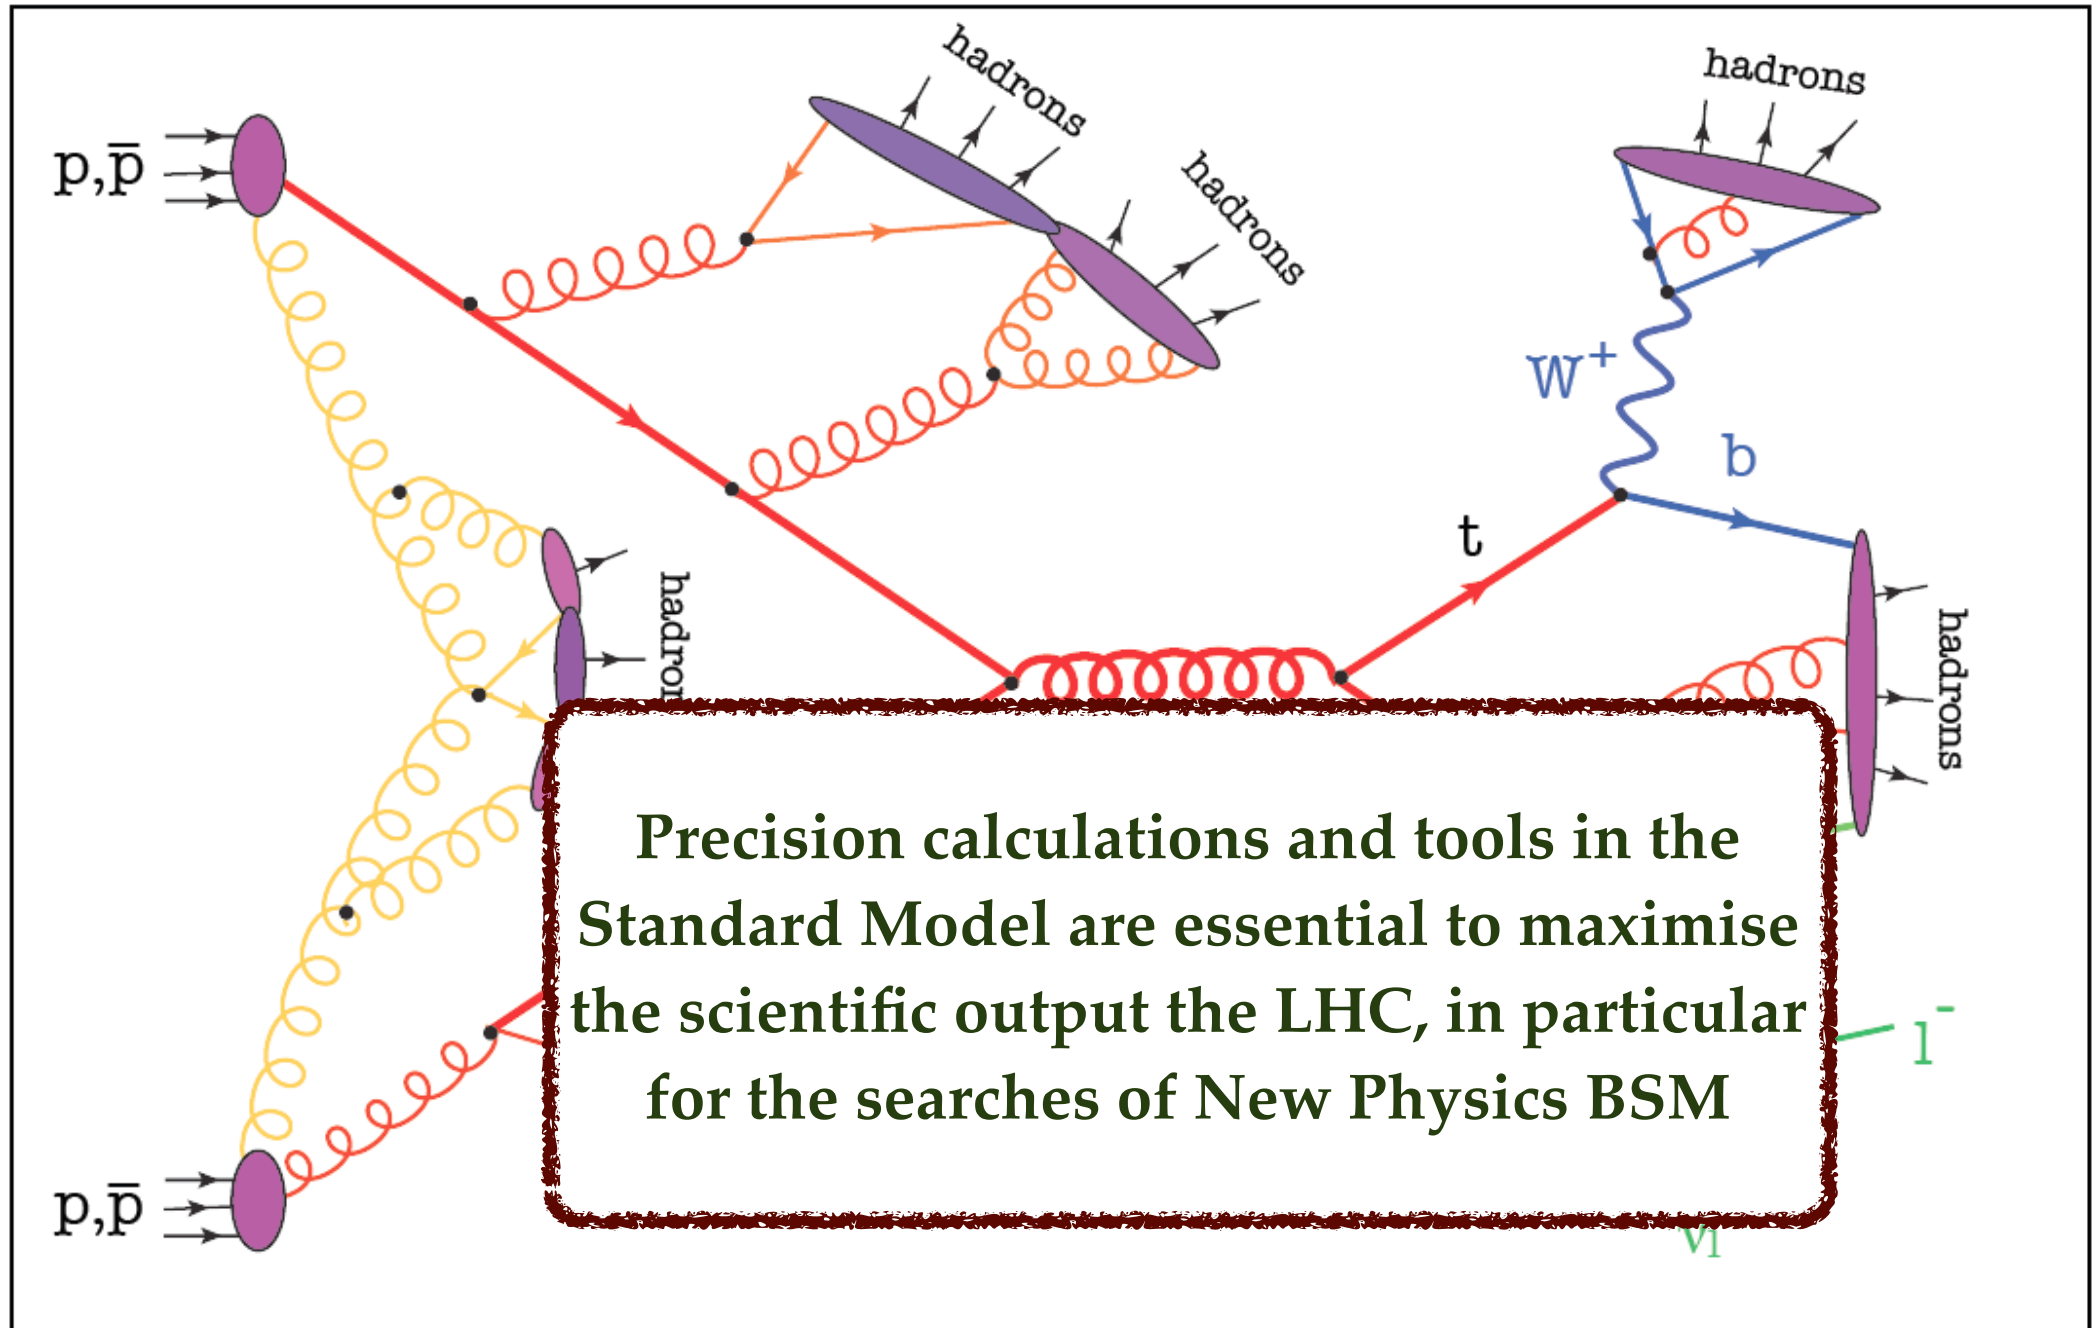 hadrons
hadrons
p,p̅
hadrons
W⁺
b
t
hadrons
Precision calculations and tools in the
Standard Model are essential to maximise
the scientific output the LHC, in particular
for the searches of New Physics BSM
l⁻
p,p̅